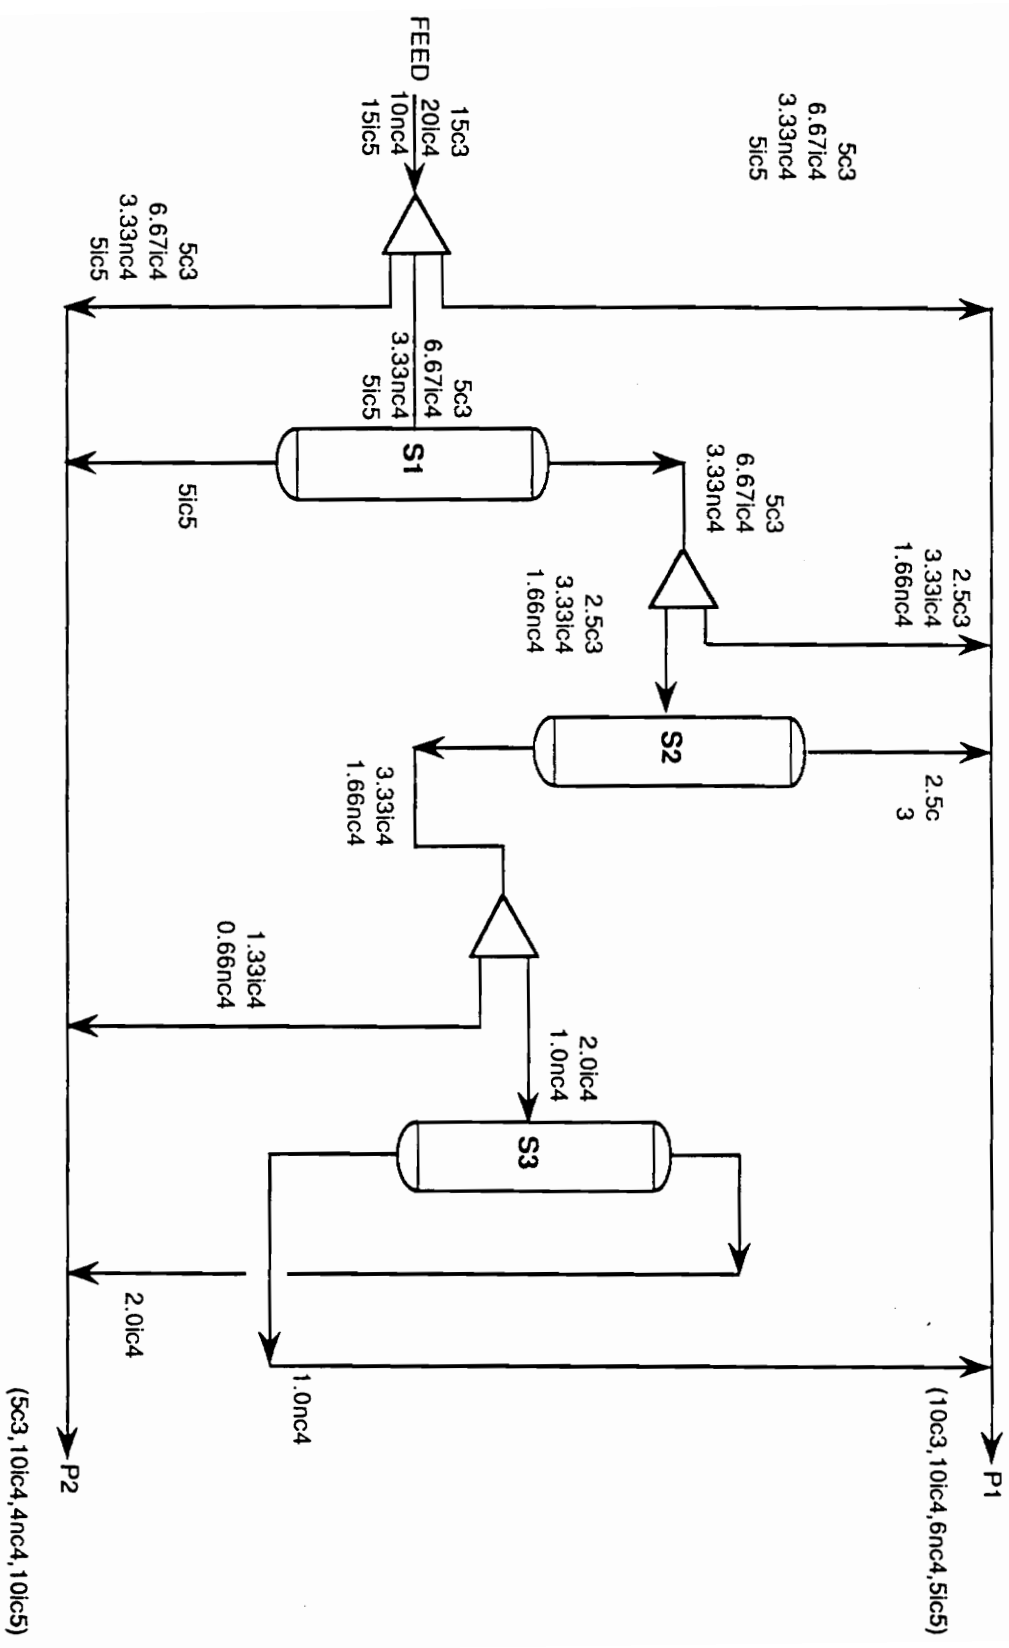 FEED
15c3
20ic4
10nc4
15ic5
5c3
6.67ic4
3.33nc4
5ic5
5c3
6.67ic4
3.33nc4
5ic5
5c3
6.67ic4
3.33nc4
5ic5
S1
5ic5
5c3
6.67ic4
3.33nc4
2.5c3
3.33ic4
1.66nc4
2.5c3
3.33ic4
1.66nc4
S2
2.5c
3
3.33ic4
1.66nc4
1.33ic4
0.66nc4
2.0ic4
1.0nc4
S3
2.0ic4
1.0nc4
P1
(10c3,10ic4,6nc4,5ic5)
P2
(5c3,10ic4,4nc4,10ic5)